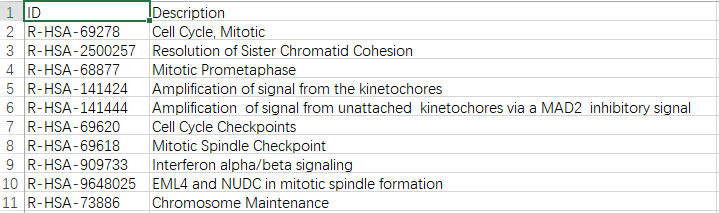 1 ID Description
2 R-HSA-69278 Cell Cycle, Mitotic
3 R-HSA-2500257 Resolution of Sister Chromatid Cohesion
4 R-HSA-68877 Mitotic Prometaphase
5 R-HSA-141424 Amplification of signal from the kinetochores
6 R-HSA-141444 Amplification  of signal from unattached  kinetochores via a MAD2  inhibitory signal
7 R-HSA-69620 Cell Cycle Checkpoints
8 R-HSA-69618 Mitotic Spindle Checkpoint
9 R-HSA-909733 Interferon alpha/beta signaling
10 R-HSA-9648025 EML4 and NUDC in mitotic spindle formation
11 R-HSA-73886 Chromosome Maintenance